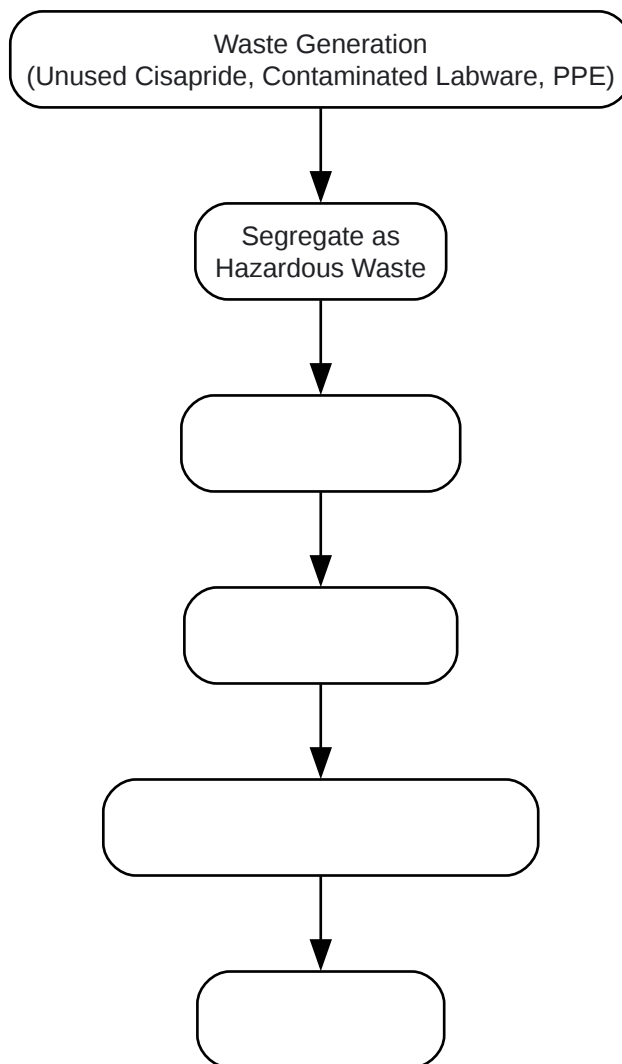 Waste Generation
(Unused Cisapride, Contaminated Labware, PPE)
Segregate as
Hazardous Waste